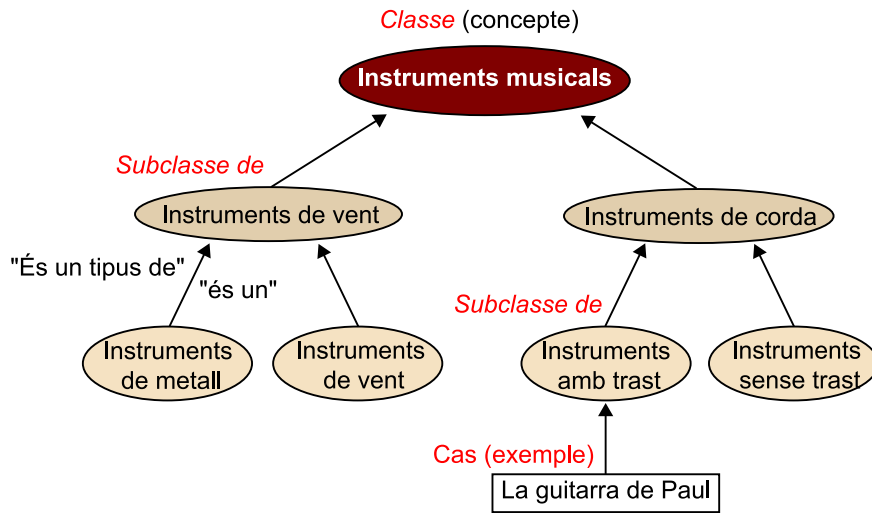 Classe (concepte)
Instruments musicals
Subclasse de
Instruments de vent
Instruments de corda
"És un tipus de"
"és un"
Subclasse de
Instruments
de metall
Instruments
de vent
Instruments
amb trast
Instruments
sense trast
Cas (exemple)
La guitarra de Paul